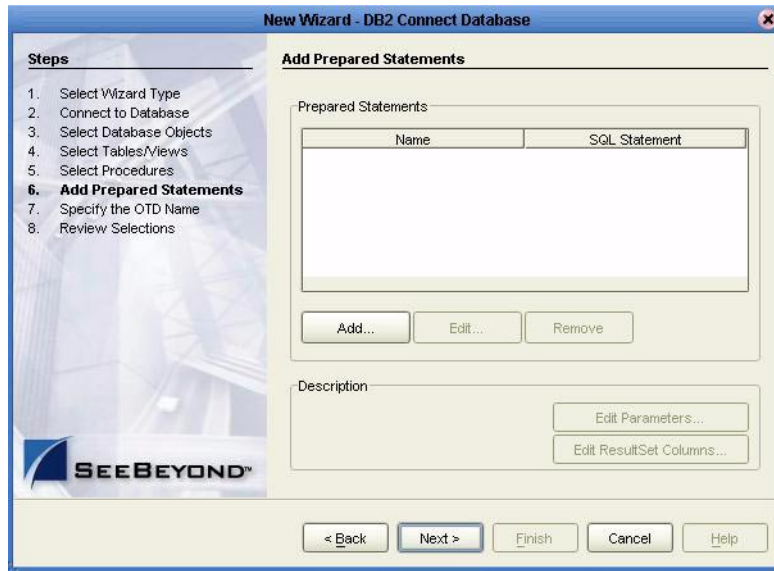 New Wizard - DB2 Connect Database
Steps
1. Select Wizard Type
2. Connect to Database
3. Select Database Objects
4. Select Tables/Views
5. Select Procedures
6. Add Prepared Statements
7. Specify the OTD Name
8. Review Selections
SEEBEYOND™
Add Prepared Statements
Prepared Statements
Name SQL Statement
Add... Edit... Remove
Description
Edit Parameters...
Edit ResultSet Columns...
< Back Next > Finish Cancel Help